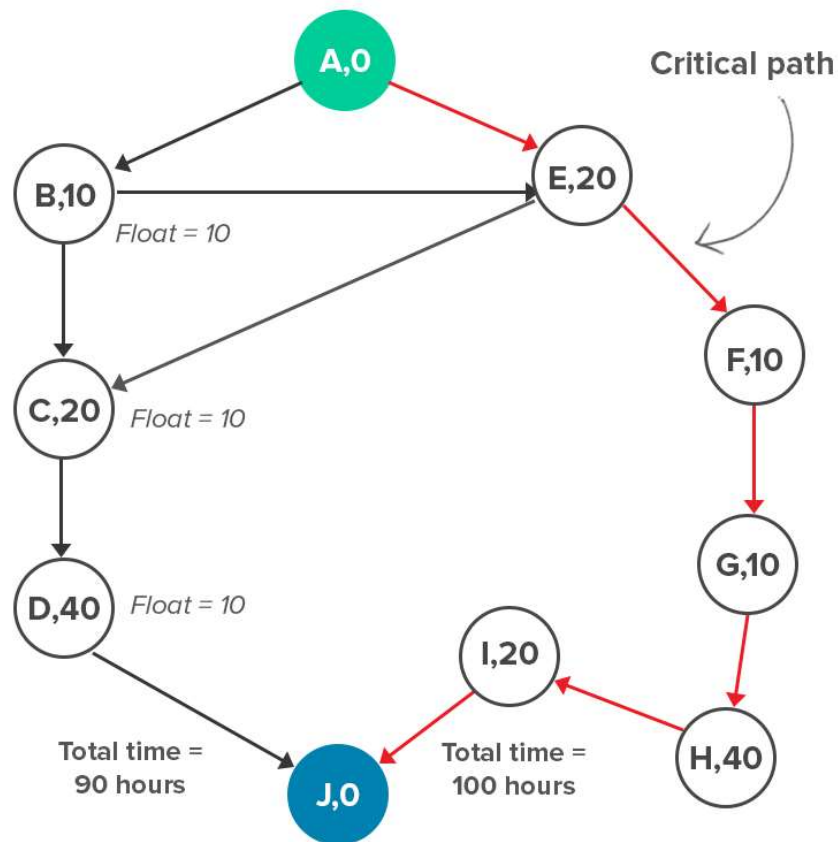 A,0
Critical path
E,20
B,10
Float = 10
F,10
C,20
Float = 10
G,10
D,40
Float = 10
I,20
Total time =
90 hours
Total time =
100 hours
H,40
J,0